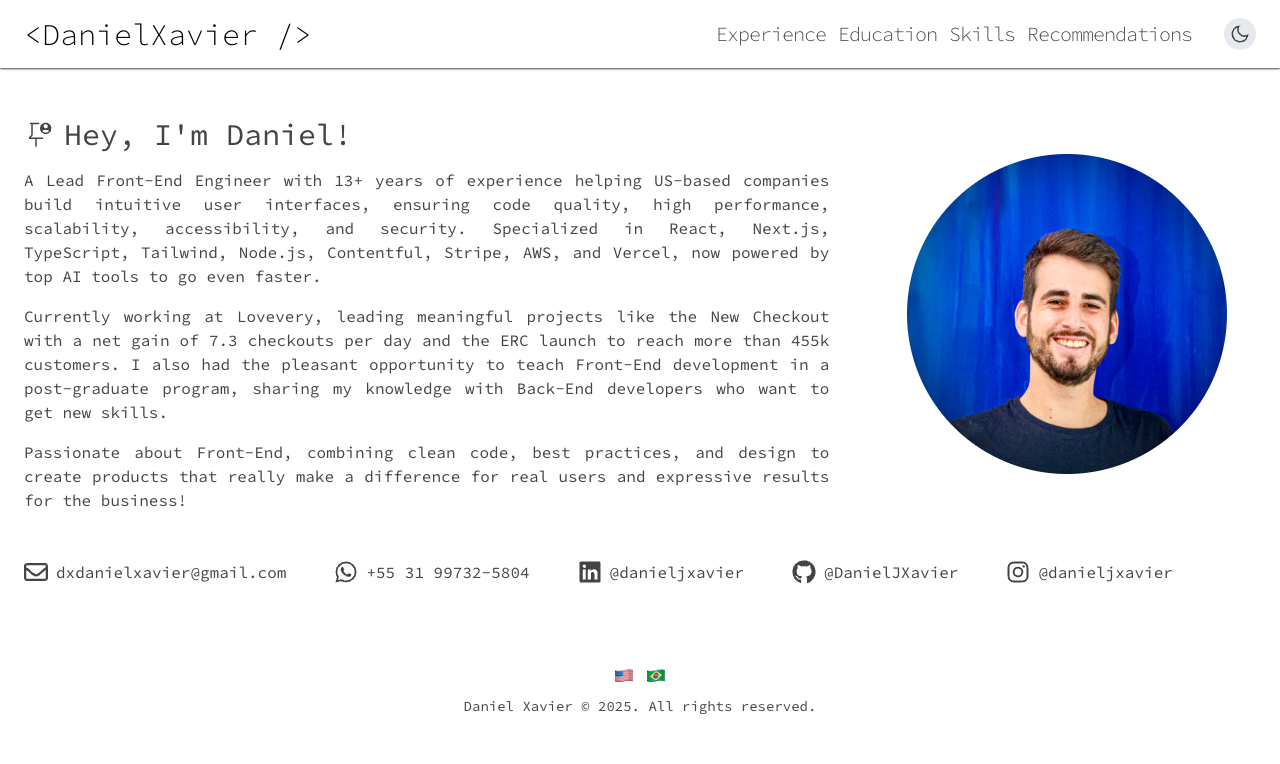 <DanielXavier />
Experience Education Skills Recommendations
Hey, I'm Daniel!
A Lead Front-End Engineer with 13+ years of experience helping US-based companies
build intuitive user interfaces, ensuring code quality, high performance,
scalability, accessibility, and security. Specialized in React, Next.js,
TypeScript, Tailwind, Node.js, Contentful, Stripe, AWS, and Vercel, now powered by
top AI tools to go even faster.
Currently working at Lovevery, leading meaningful projects like the New Checkout
with a net gain of 7.3 checkouts per day and the ERC launch to reach more than 455k
customers. I also had the pleasant opportunity to teach Front-End development in a
post-graduate program, sharing my knowledge with Back-End developers who want to
get new skills.
Passionate about Front-End, combining clean code, best practices, and design to
create products that really make a difference for real users and expressive results
for the business!
dxdanielxavier@gmail.com
+55 31 99732-5804
@danieljxavier
@DanielJXavier
@danieljxavier
Daniel Xavier © 2025. All rights reserved.